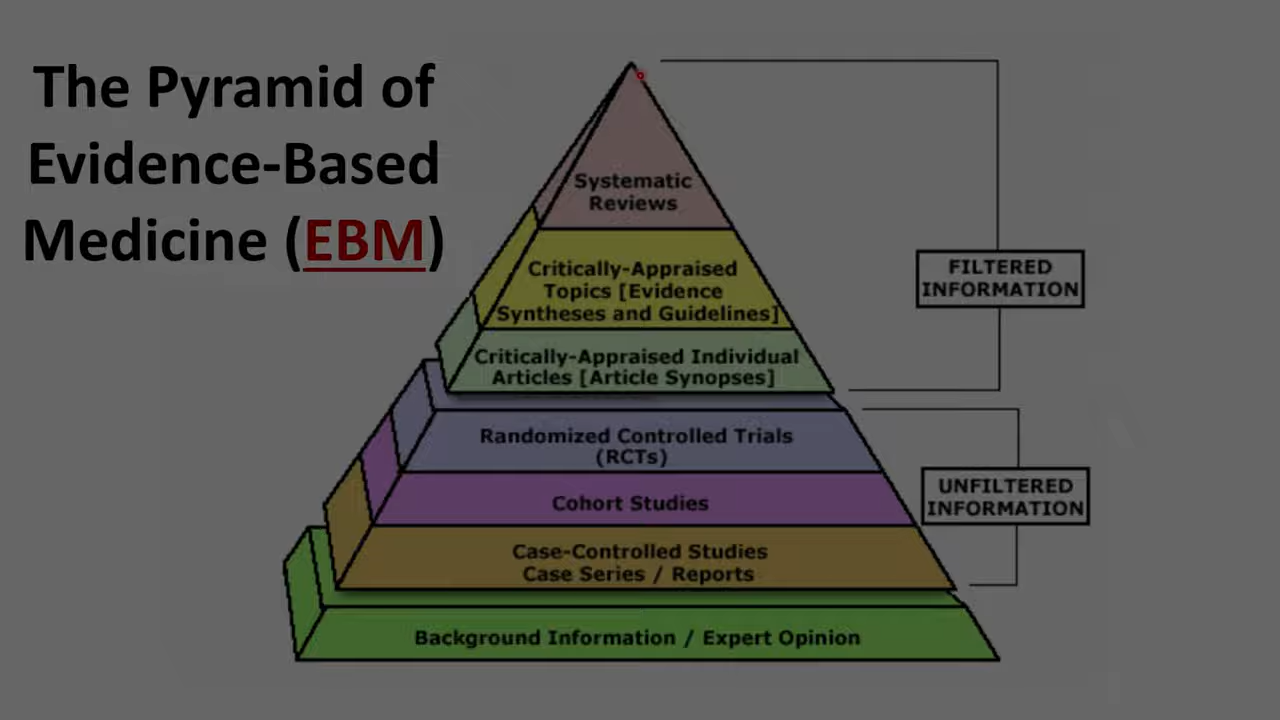 The Pyramid of
Evidence-Based
Medicine (EBM)
Systematic
Reviews
Critically-Appraised
Topics [Evidence
Syntheses and Guidelines]
Critically-Appraised Individual
Articles [Article Synopses]
Randomized Controlled Trials
(RCTs)
Cohort Studies
Case-Controlled Studies
Case Series / Reports
Background Information / Expert Opinion
FILTERED
INFORMATION
UNFILTERED
INFORMATION